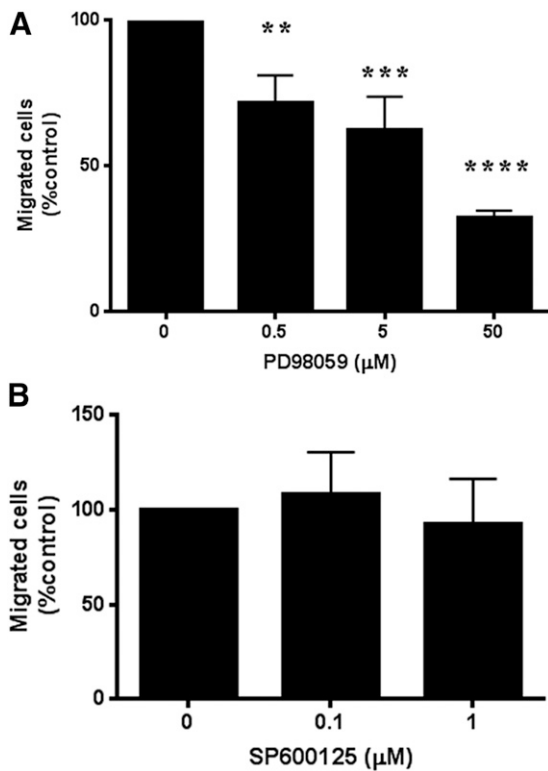 A
Migrated cells
(%control)
100
50
0
**
***
****
0 0.5 5 50
PD98059 (µM)
B
Migrated cells
(%control)
150
100
50
0
0 0.1 1
SP600125 (µM)